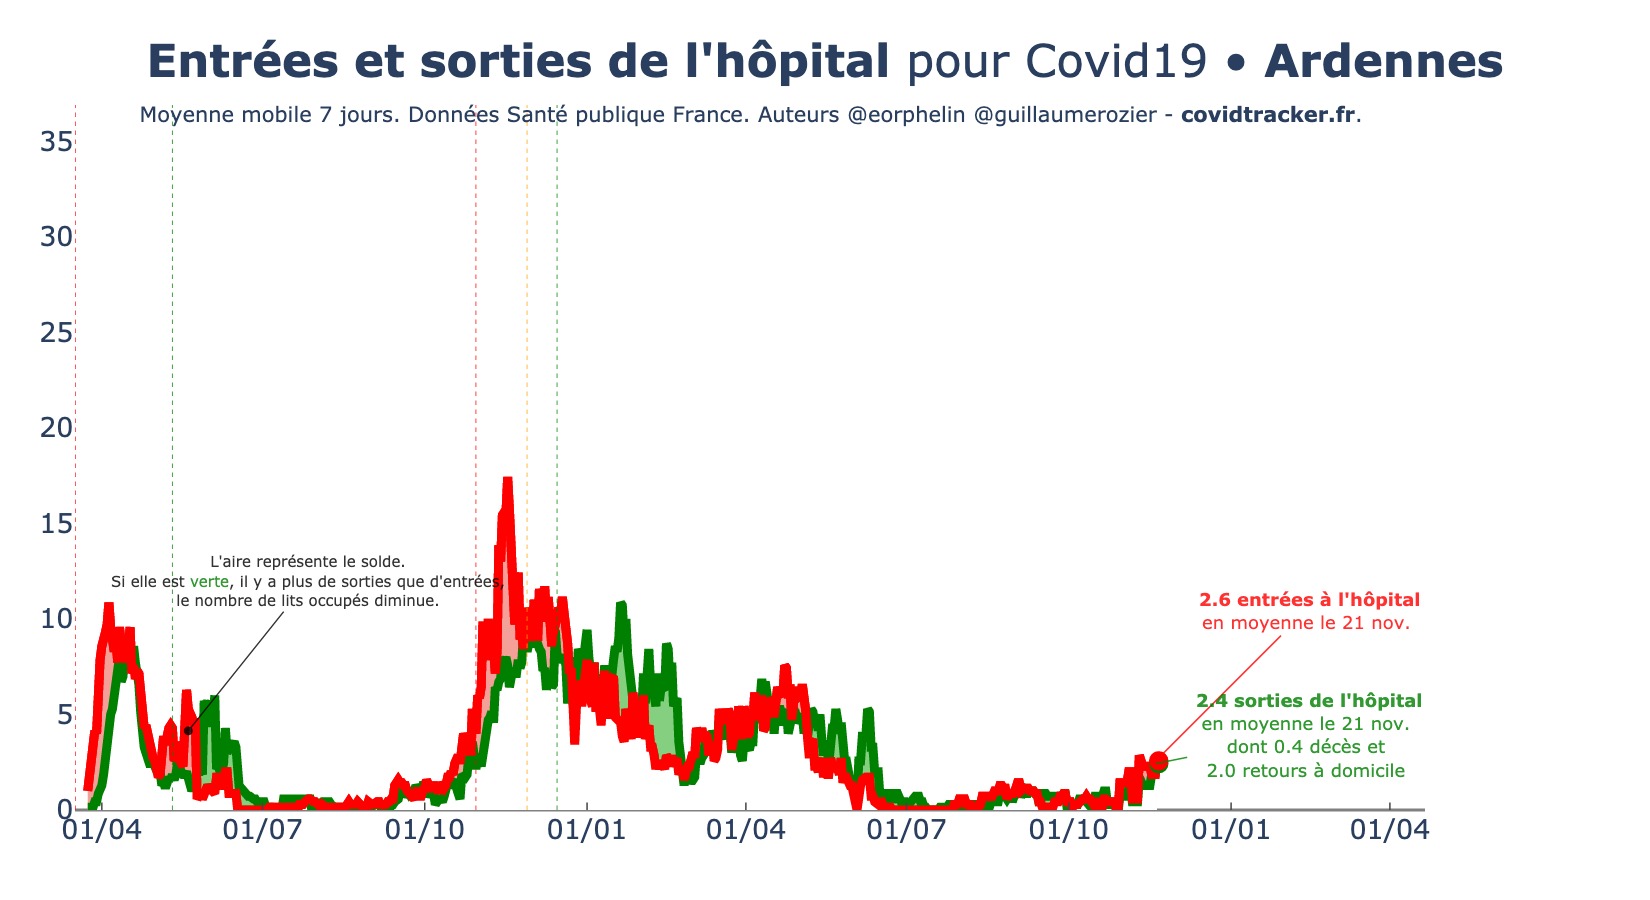 Entrées et sorties de l'hôpital pour Covid19 • Ardennes
Moyenne mobile 7 jours. Données Santé publique France. Auteurs @eorphelin @guillaumerozier - covidtracker.fr.
35
30
25
20
15
10
5
0
L'aire représente le solde.
Si elle est verte, il y a plus de sorties que d'entrées,
le nombre de lits occupés diminue.
2.6 entrées à l'hôpital
en moyenne le 21 nov.
2.4 sorties de l'hôpital
en moyenne le 21 nov.
dont 0.4 décès et
2.0 retours à domicile
01/04 01/07 01/10 01/01 01/04 01/07 01/10 01/01 01/04